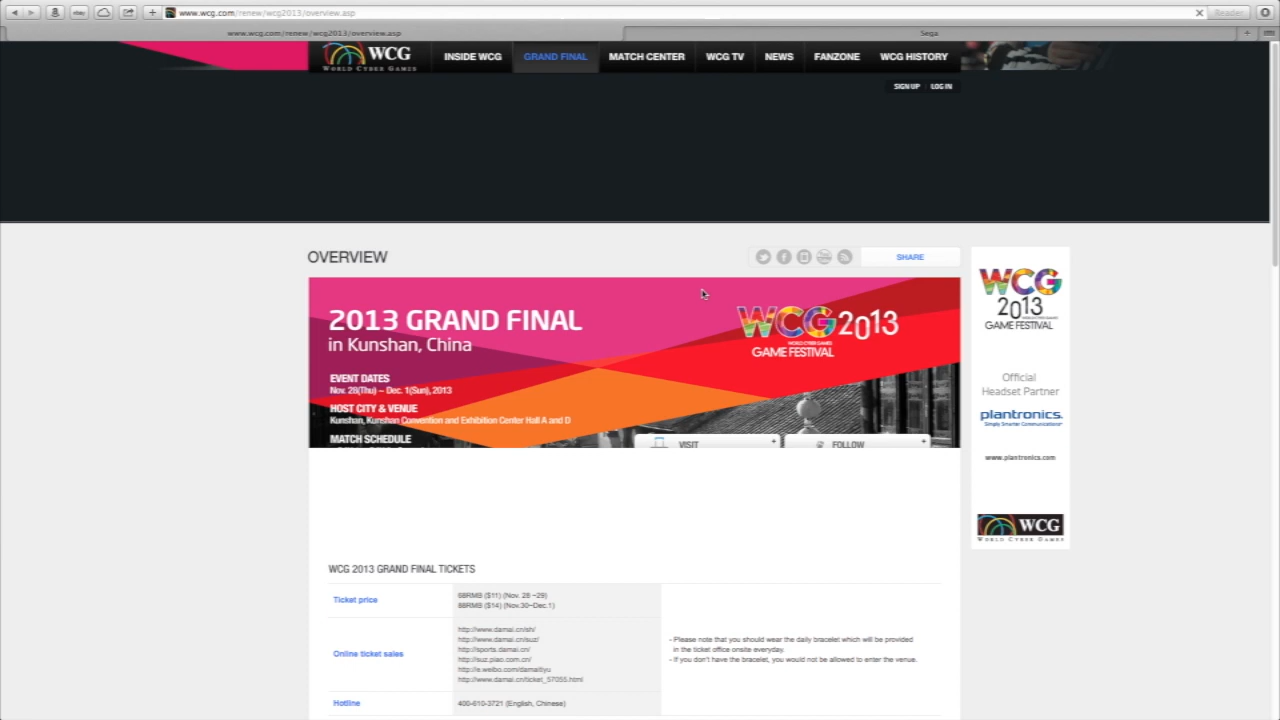 Reader
www.wcg.com/renew/wcg2013/overview.asp
www.wcg.com/renew/wcg2013/overview.asp
Sega
WCG
WORLD CYBER GAMES
INSIDE WCG
GRAND FINAL
MATCH CENTER
WCG TV
NEWS
FANZONE
WCG HISTORY
SIGN UP
LOG IN
OVERVIEW
SHARE
2013 GRAND FINAL
in Kunshan, China
EVENT DATES
Nov. 28(Thu) ~ Dec. 1(Sun), 2013
HOST CITY & VENUE
Kunshan, Kunshan Convention and Exhibition Center Hall A and D
MATCH SCHEDULE
WCG 2013
WORLD CYBER GAMES
GAME FESTIVAL
VISIT
FOLLOW
WCG
2013
GAME FESTIVAL
Official
Headset Partner
plantronics.
Simply Smarter Communications
www.plantronics.com
WCG
WORLD CYBER GAMES
WCG 2013 GRAND FINAL TICKETS
Ticket price
68RMB ($11) (Nov. 28 ~29)
88RMB ($14) (Nov.30~Dec.1)
Online ticket sales
http://www.damai.cn/sh/
http://www.damai.cn/suz/
http://sports.damai.cn/
http://suz.piao.com.cn/
http://e.weibo.com/damaityu
http://www.damai.cn/ticket_57055.html
- Please note that you should wear the daily bracelet which will be provided
in the ticket office onsite everyday.
- If you don't have the bracelet, you would not be allowed to enter the venue.
Hotline
400-610-3721 (English, Chinese)